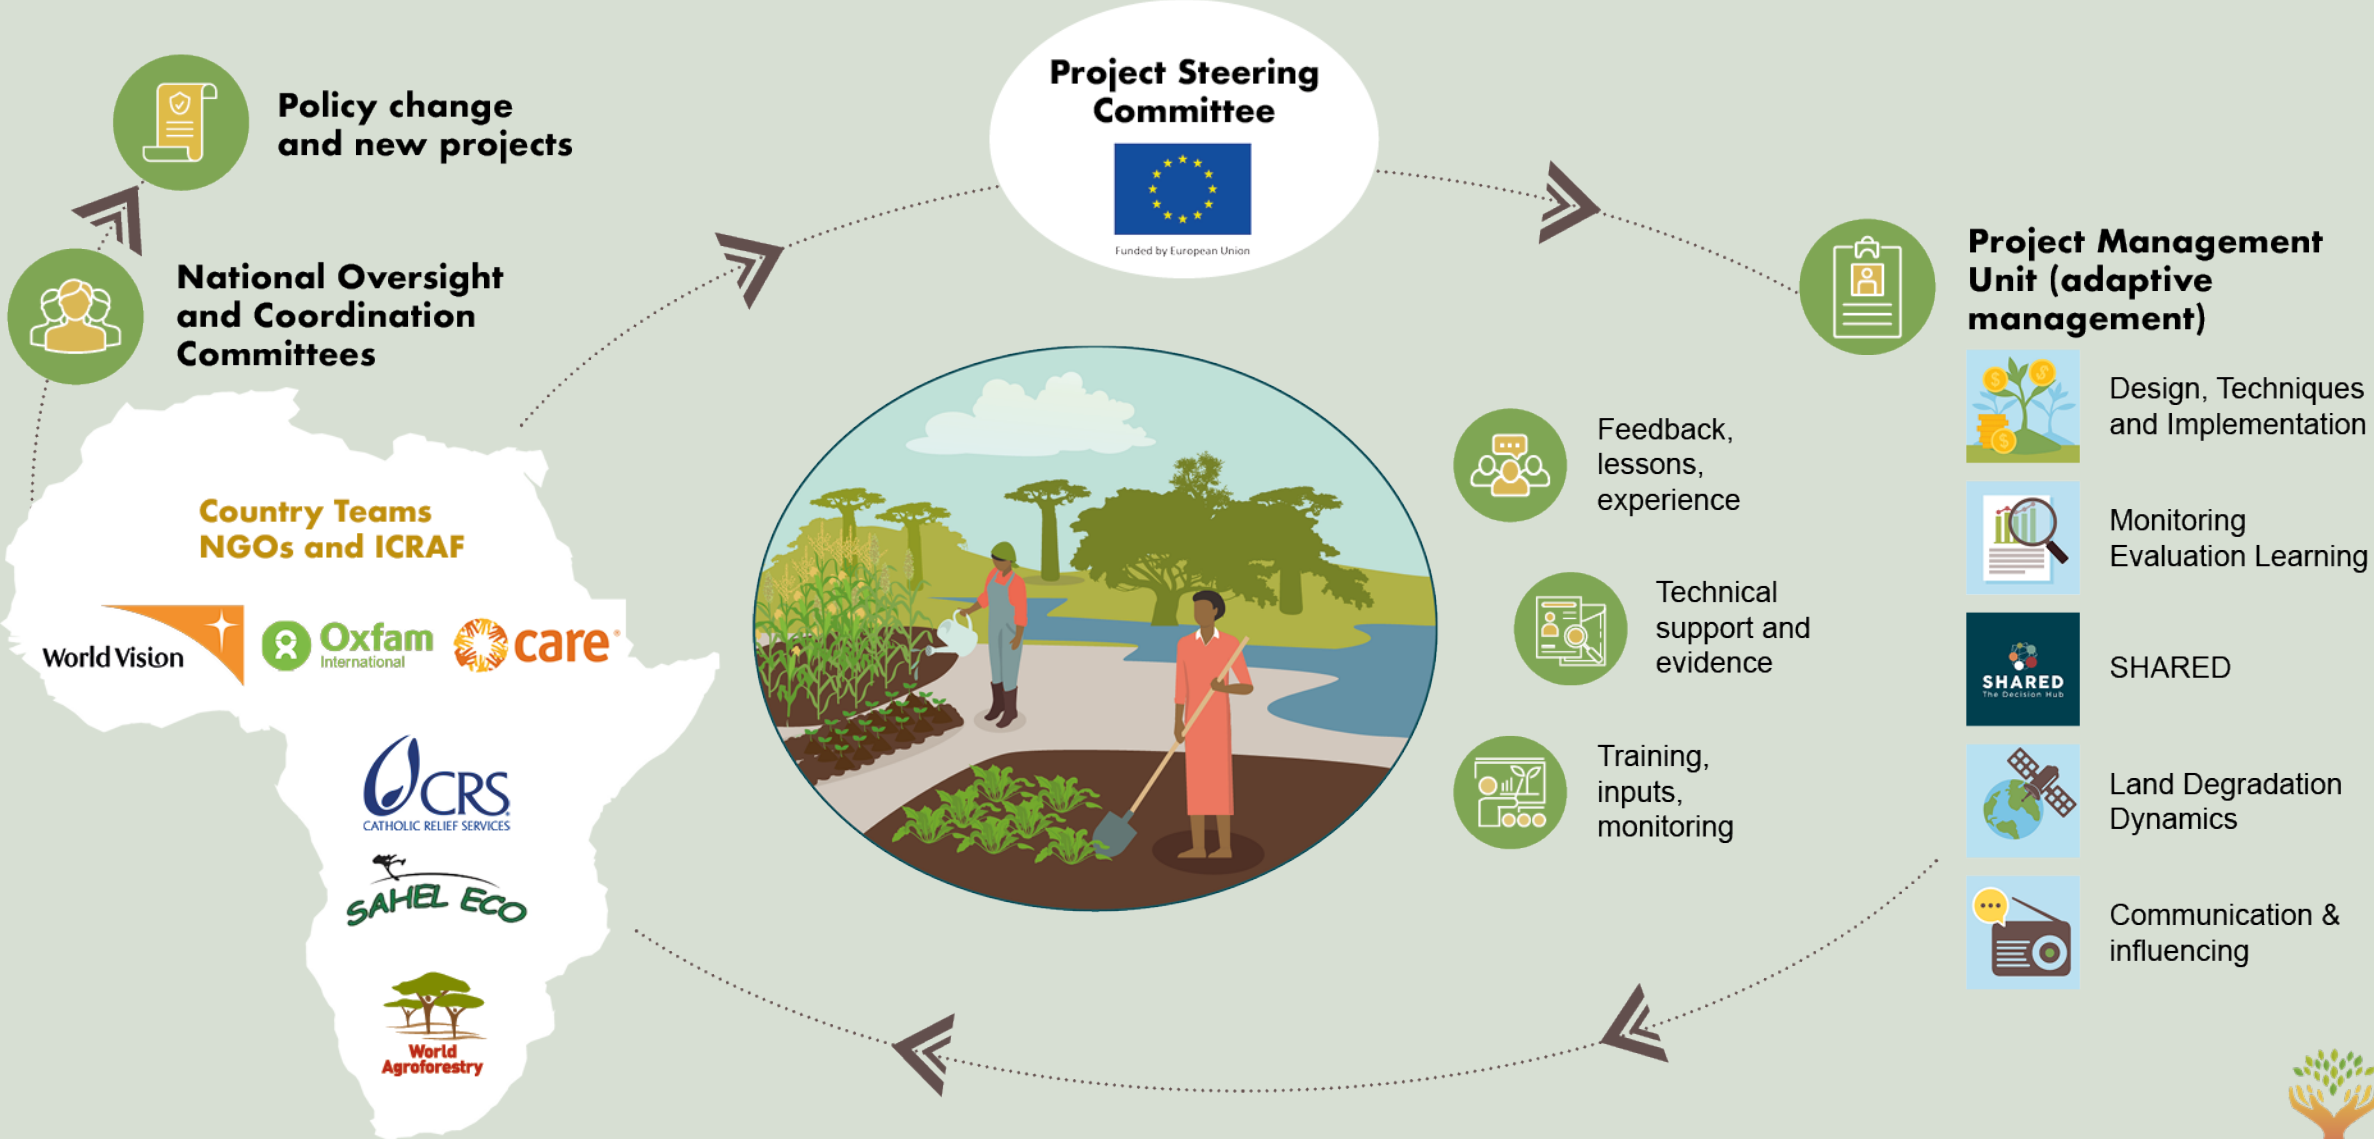 Policy change
and new projects
National Oversight
and Coordination
Committees
Country Teams
NGOs and ICRAF
World Vision
Oxfam
International
care®
CRS
CATHOLIC RELIEF SERVICES
SAHEL ECO
World
Agroforestry
Project Steering
Committee
Funded by European Union
Feedback,
lessons,
experience
Technical
support and
evidence
Training,
inputs,
monitoring
Project Management
Unit (adaptive
management)
Design, Techniques
and Implementation
Monitoring
Evaluation Learning
SHARED
The Decision Hub
SHARED
Land Degradation
Dynamics
Communication &
influencing